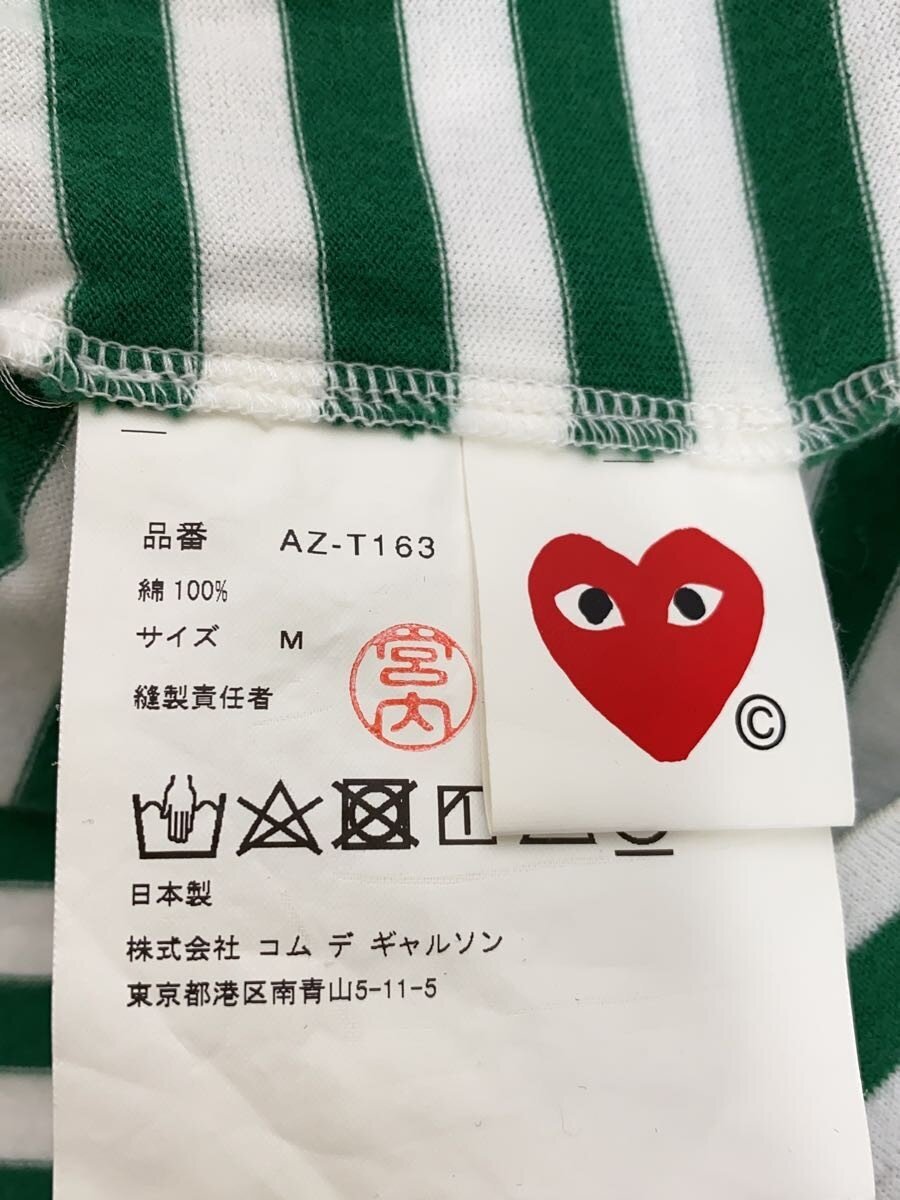 品番 AZ-T163
綿 100%
サイズ M
縫製責任者 宮内
©
日本製
株式会社 コム デ ギャルソン
東京都港区南青山5-11-5